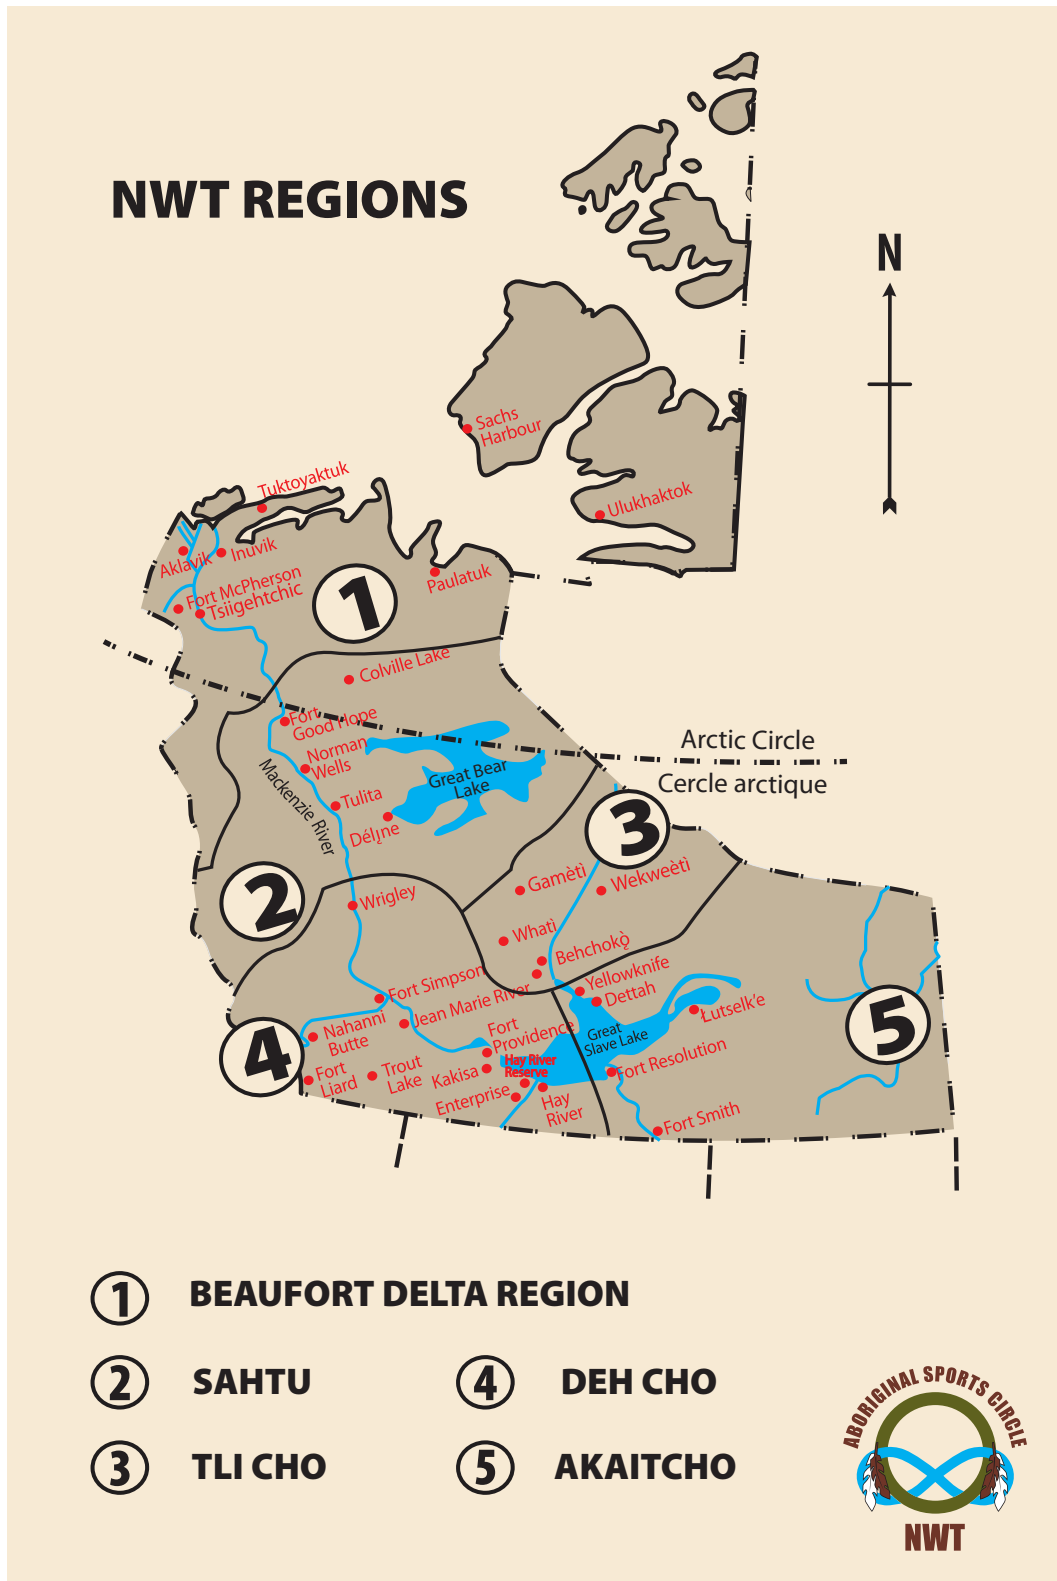 NWT REGIONS
N
Sachs
Harbour
Ulukhaktok
Tuktoyaktuk
Aklavik
Inuvik
Fort McPherson
Tsiigehtchic
Paulatuk
1
Colville Lake
Fort
Good Hope
Norman
Wells
Great Bear
Lake
Arctic Circle
Cercle arctique
Mackenzie River
Tulita
Délı̨ne
3
2
Wrigley
Gamètì
Wekweètì
Whatì
Behchokǫ̀
Yellowknife
Dettah
Fort Simpson
Jean Marie River
Łutselk'e
5
Nahanni
Butte
Fort
Providence
Great
Slave Lake
4
Fort
Liard
Trout
Lake
Kakisa
Hay River
Reserve
Fort Resolution
Enterprise
Hay
River
Fort Smith
1 BEAUFORT DELTA REGION
2 SAHTU
4 DEH CHO
3 TLI CHO
5 AKAITCHO
ABORIGINAL SPORTS CIRCLE
NWT